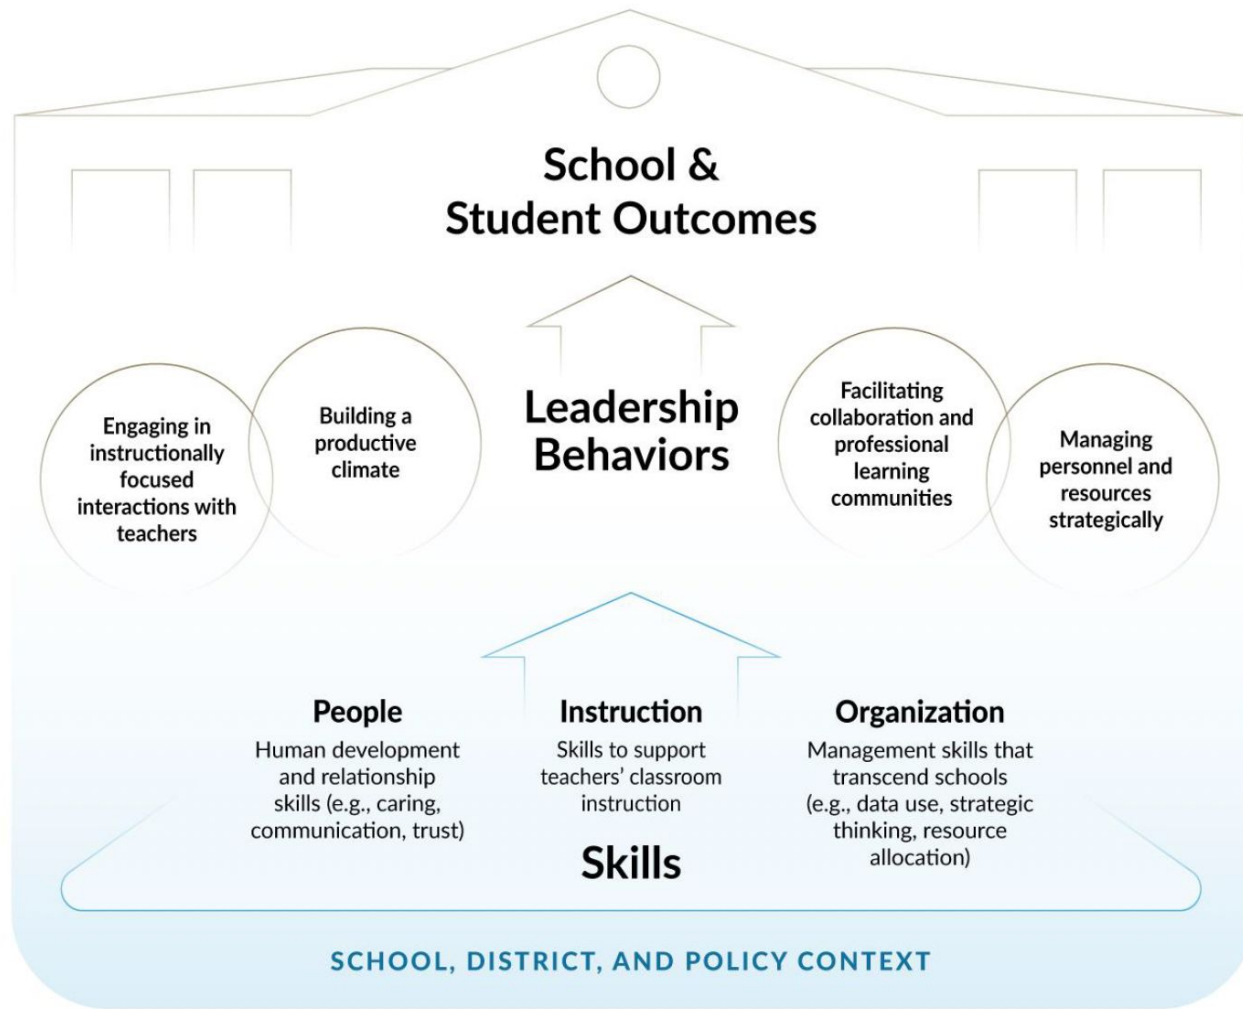 School &
Student Outcomes
Engaging in
instructionally
focused
interactions with
teachers
Building a
productive
climate
Leadership
Behaviors
Facilitating
collaboration and
professional
learning
communities
Managing
personnel and
resources
strategically
People
Human development
and relationship
skills (e.g., caring,
communication, trust)
Instruction
Skills to support
teachers’ classroom
instruction
Organization
Management skills that
transcend schools
(e.g., data use, strategic
thinking, resource
allocation)
Skills
SCHOOL, DISTRICT, AND POLICY CONTEXT